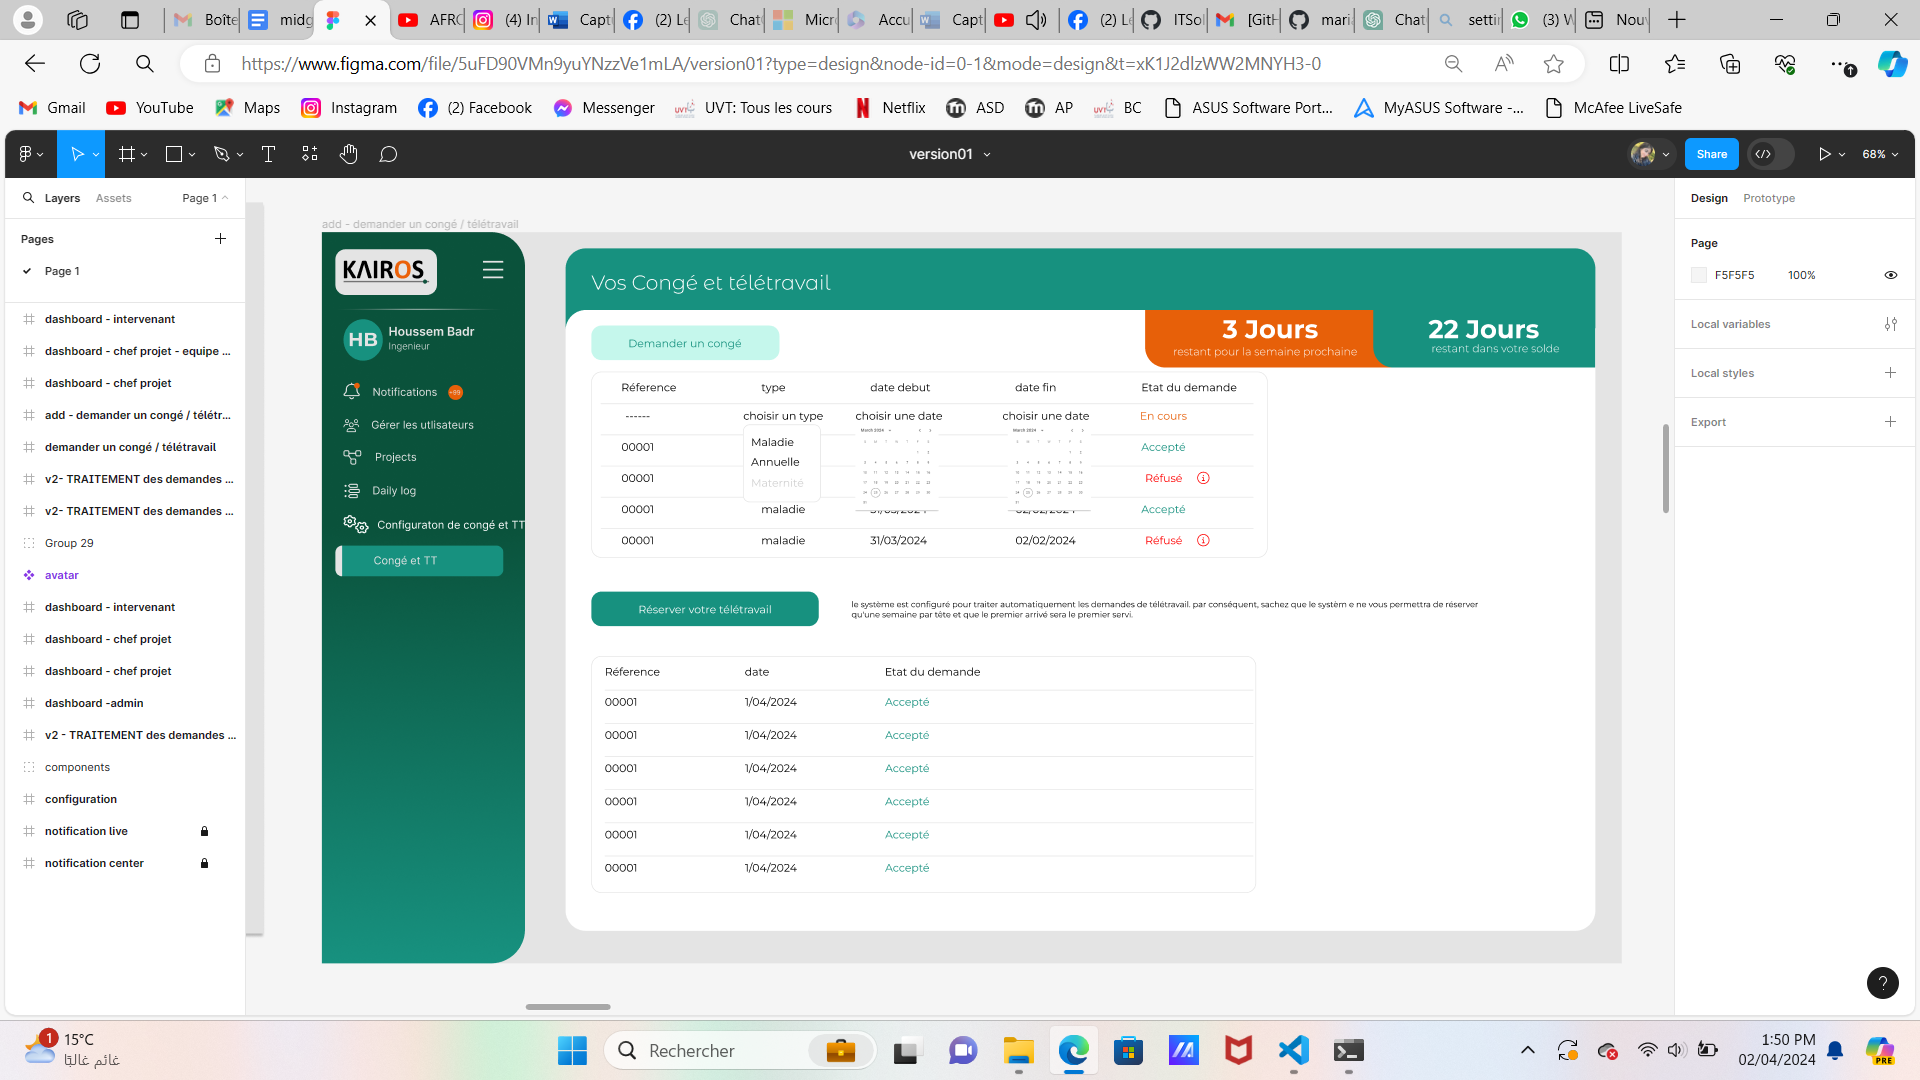 Boîte
midg
AFRO
(4) In
Capt
(2) Le
Chat
Micr
Accu
Capt
(2) Le
ITSol
[GitH
maria
Chat
settin
(3) W
Nouv
https://www.figma.com/file/5uFD90VMn9yuYNzzVe1mLA/version01?type=design&node-id=0-1&mode=design&t=xK1J2dlzWW2MNYH3-0
Gmail
YouTube
Maps
Instagram
(2) Facebook
Messenger
UVT: Tous les cours
Netflix
ASD
AP
BC
ASUS Software Port...
MyASUS Software -...
McAfee LiveSafe
version01
Share
68%
Layers
Assets
Page 1
Pages
Page 1
dashboard - intervenant
dashboard - chef projet - equipe ...
dashboard - chef projet
add - demander un congé / télétr...
demander un congé / télétravail
v2- TRAITEMENT des demandes ...
v2- TRAITEMENT des demandes ...
Group 29
avatar
dashboard - intervenant
dashboard - chef projet
dashboard - chef projet
dashboard -admin
v2 - TRAITEMENT des demandes ...
components
configuration
notification live
notification center
add - demander un congé / télétravail
KAIROS
HB
Houssem Badr
Ingenieur
Notifications
+99
Gérer les utlisateurs
Projects
Daily log
Configuraton de congé et TT
Congé et TT
Vos Congé et télétravail
Demander un congé
3 Jours
restant pour la semaine prochaine
22 Jours
restant dans votre solde
Réference type date debut date fin Etat du demande
------ choisir un type choisir une date choisir une date En cours
March 2024
March 2024
Maladie
Annuelle
Maternité
00001 Accepté
00001 Réfusé
00001 maladie 31/03/2024 02/02/2024 Accepté
00001 maladie 31/03/2024 02/02/2024 Réfusé
Réserver votre télétravail
le système est configuré pour traiter automatiquement les demandes de télétravail. par conséquent, sachez que le systèm e ne vous permettra de réserver
qu'une semaine par tête et que le premier arrivé sera le premier servi.
Réference date Etat du demande
00001 1/04/2024 Accepté
00001 1/04/2024 Accepté
00001 1/04/2024 Accepté
00001 1/04/2024 Accepté
00001 1/04/2024 Accepté
00001 1/04/2024 Accepté
Design
Prototype
Page
F5F5F5
100%
Local variables
Local styles
Export
?
1
15°C
غائم غالبًا
Rechercher
1:50 PM
02/04/2024
PRE